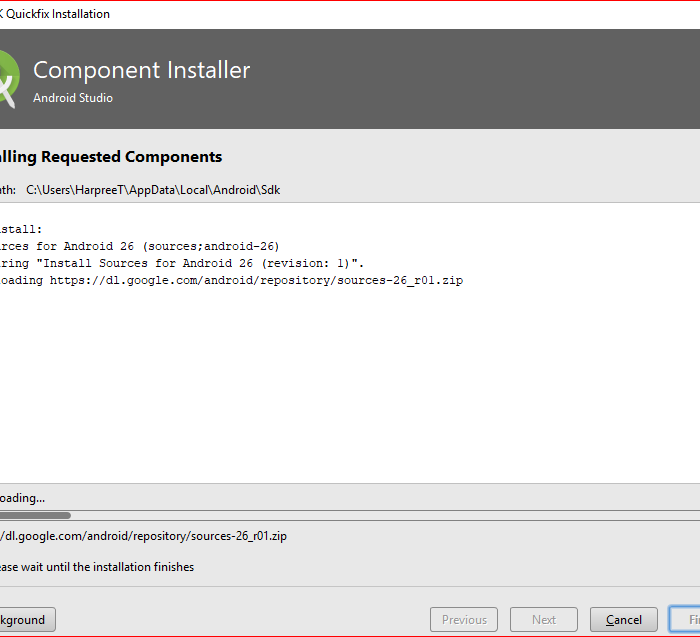 K Quickfix Installation
Component Installer
Android Studio
lling Requested Components
th: C:\Users\HarpreeT\AppData\Local\Android\Sdk
stall:
rces for Android 26 (sources;android-26)
ring "Install Sources for Android 26 (revision: 1)".
oading https://dl.google.com/android/repository/sources-26_r01.zip
oading...
/dl.google.com/android/repository/sources-26_r01.zip
ase wait until the installation finishes
kground
Previous
Next
Cancel
Fi